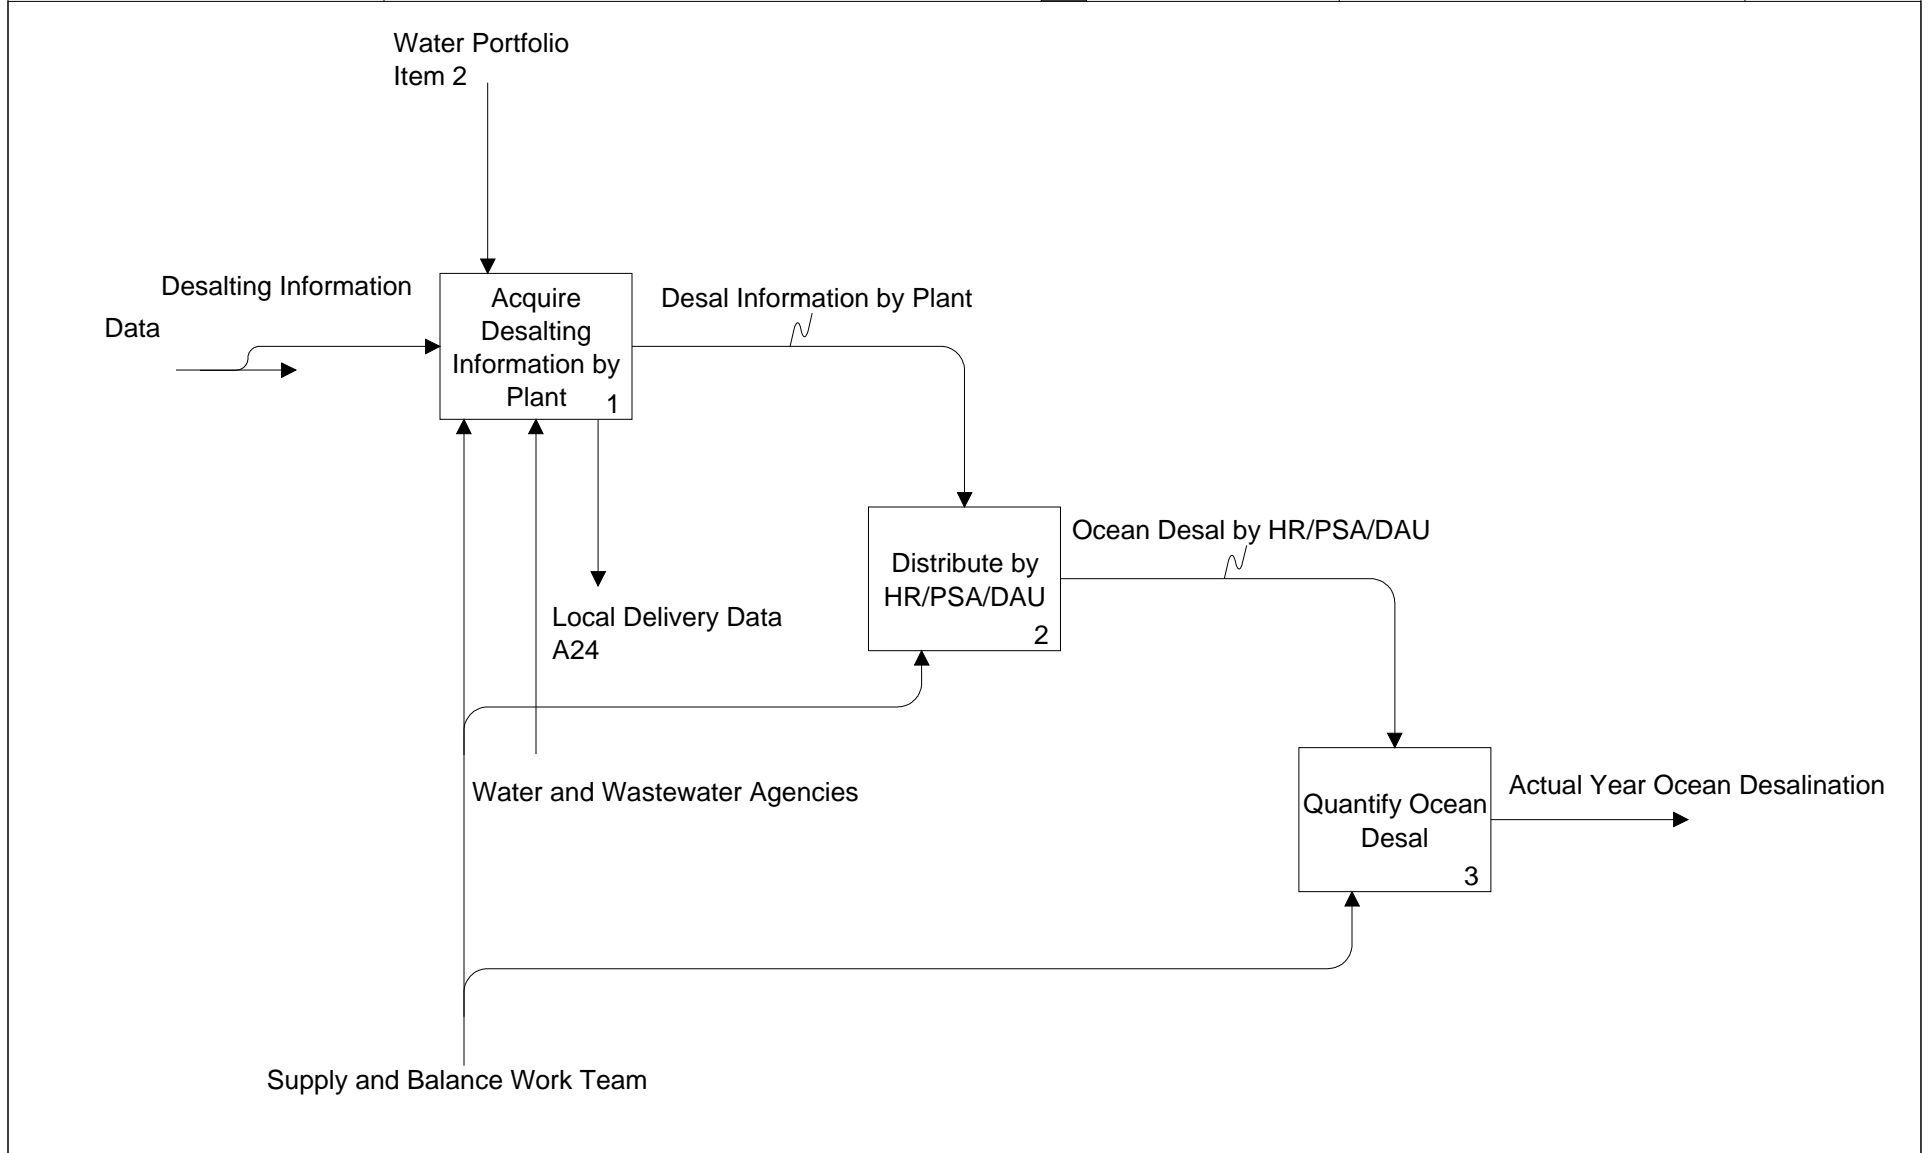 Water Portfolio
Item 2
Desalting Information
Data
Acquire
Desalting
Information by
Plant
1
Desal Information by Plant
Local Delivery Data
A24
Distribute by
HR/PSA/DAU
2
Ocean Desal by HR/PSA/DAU
Water and Wastewater Agencies
Quantify Ocean
Desal
3
Actual Year Ocean Desalination
Supply and Balance Work Team